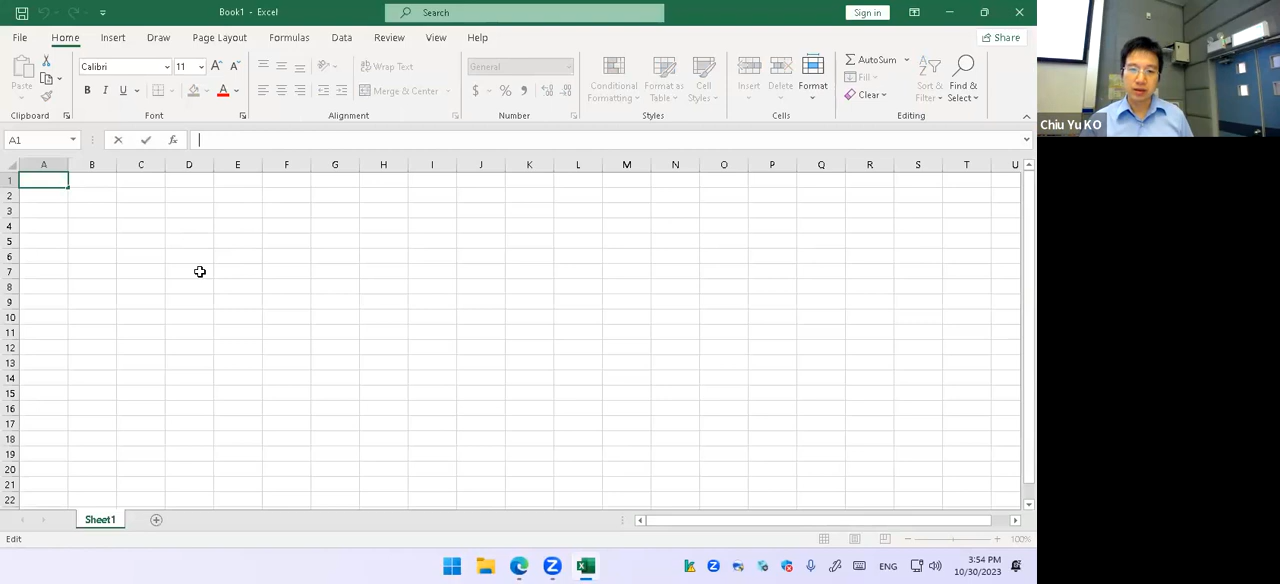 Book1 - Excel
Search
Sign in
File Home Insert Draw Page Layout Formulas Data Review View Help
Share
Paste
Calibri 11
B I U A
Wrap Text
Merge & Cente
General
$ % ,
Conditional Formatting
Format as Table
Cell Styles
Insert Delete Format
AutoSum
Fill
Clear
Sort & Filter
Find & Select
Clipboard Font Alignment Number Styles Cells Editing
Chiu Yu KO
A1 fx
A B C D E F G H I J K L M N O P Q R S T U
1
2
3
4
5
6
7
8
9
10
11
12
13
14
15
16
17
18
19
20
21
22
Sheet1
Edit
100%
ENG
3:54 PM
10/30/2023